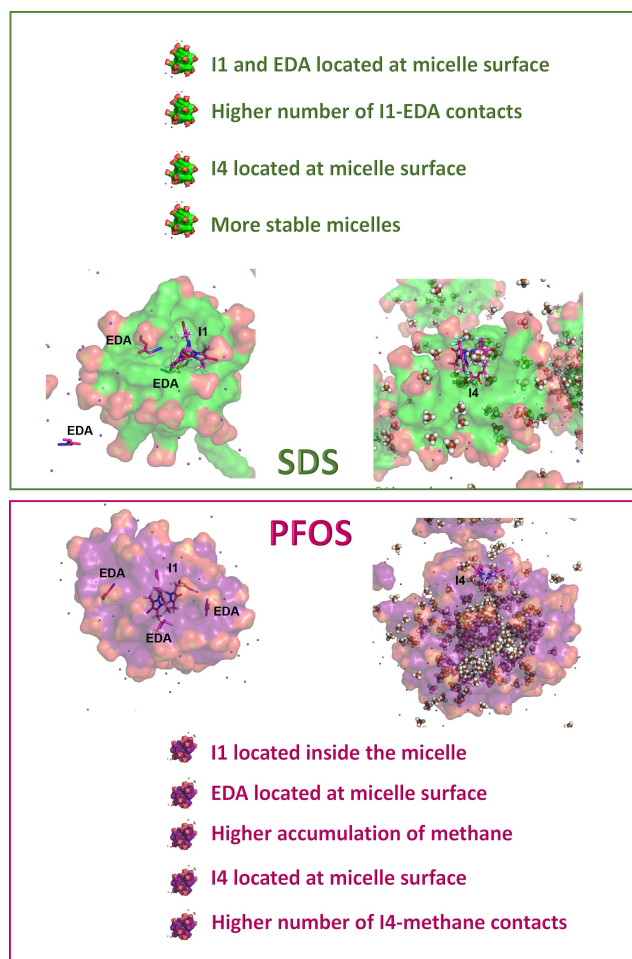 I1 and EDA located at micelle surface
Higher number of I1-EDA contacts
I4 located at micelle surface
More stable micelles
EDA
I1
EDA
EDA
I4
SDS
PFOS
EDA
I1
EDA
EDA
I4
I1 located inside the micelle
EDA located at micelle surface
Higher accumulation of methane
I4 located at micelle surface
Higher number of I4-methane contacts